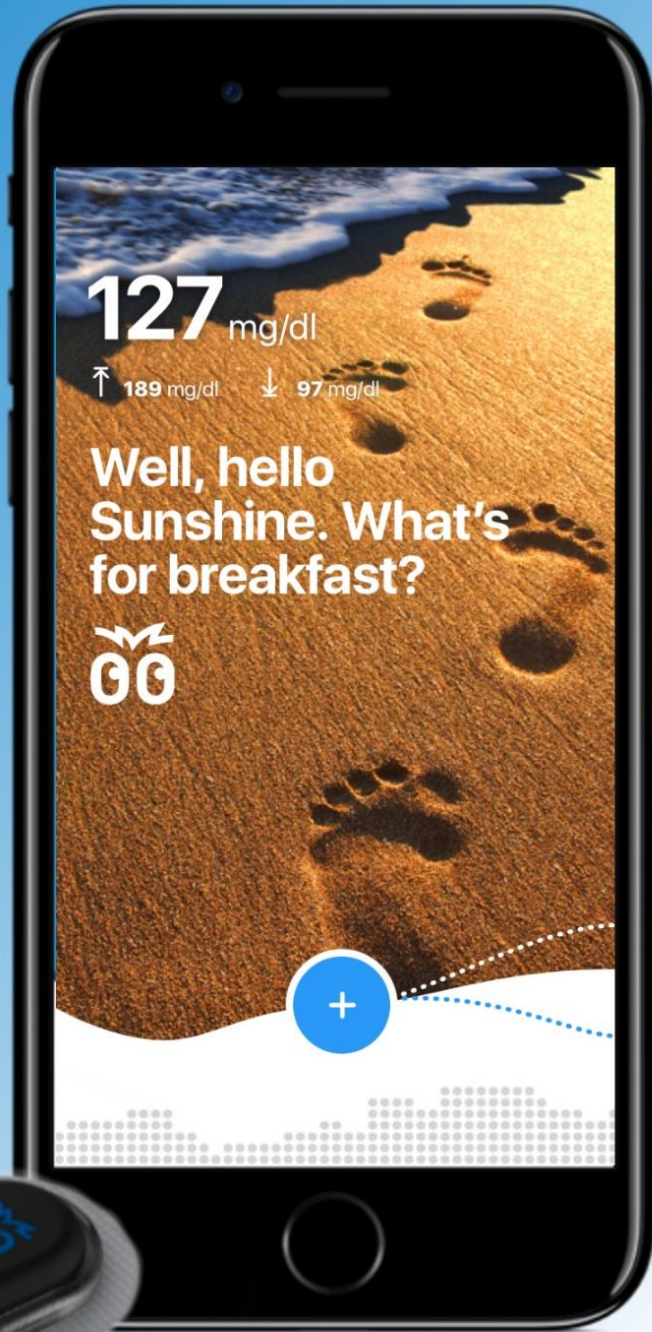 127 mg/dl
189 mg/dl 97 mg/dl
Well, hello
Sunshine. What's
for breakfast?